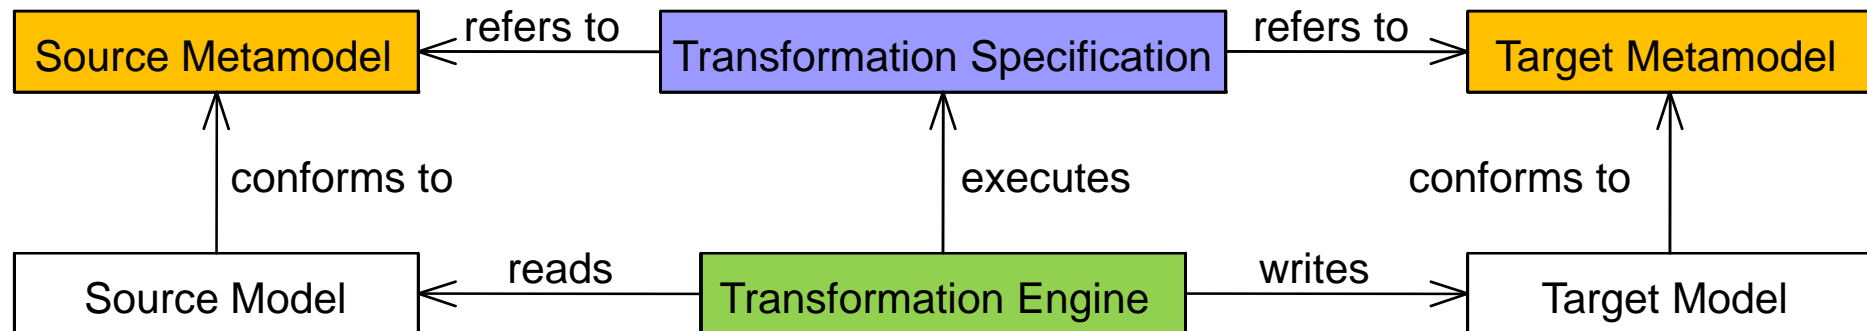 refers to
refers to
Source Metamodel
Transformation Specification
Target Metamodel
conforms to
executes
conforms to
reads
writes
Source Model
Transformation Engine
Target Model